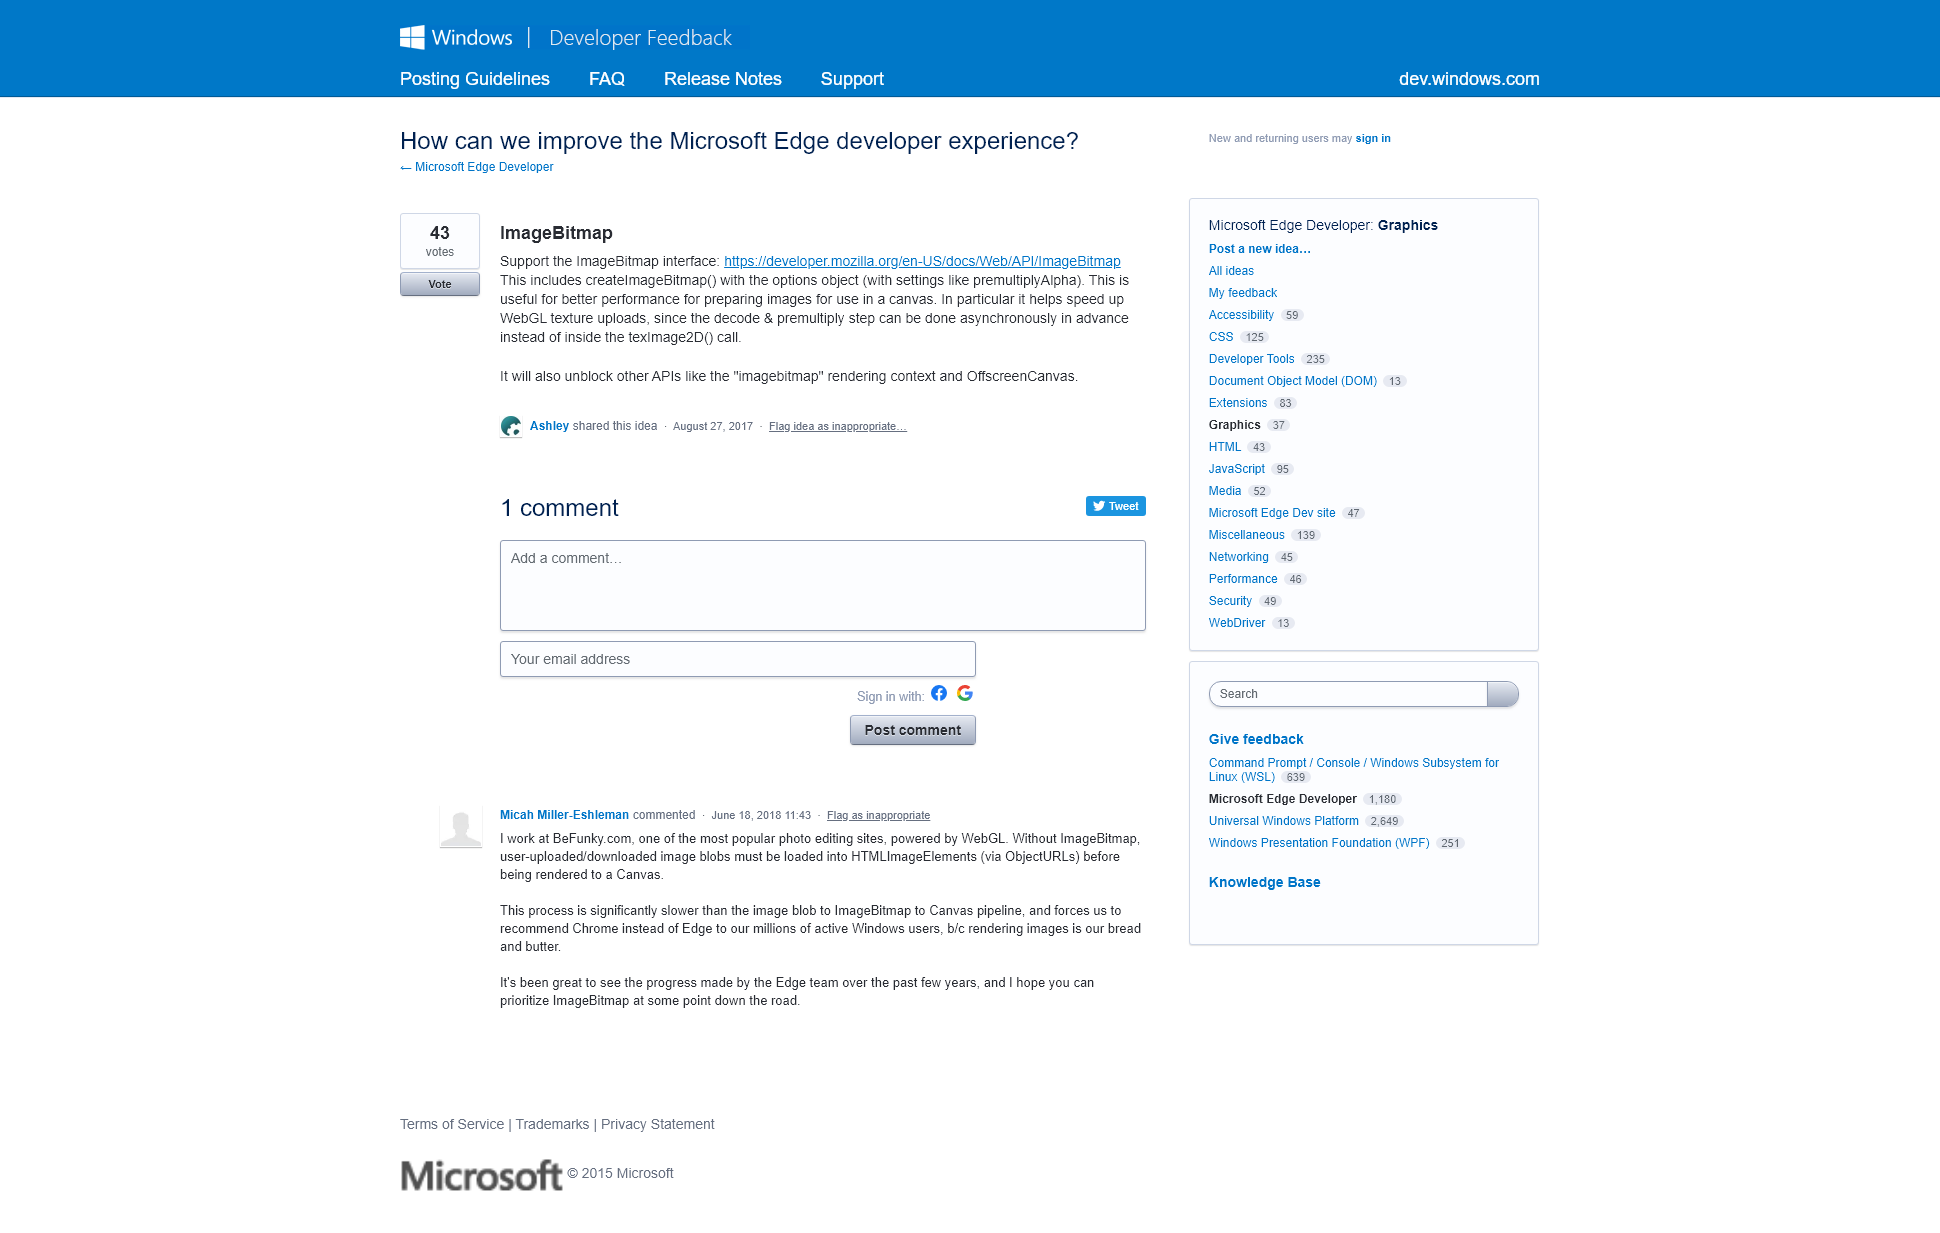 Windows | Developer Feedback
Posting Guidelines FAQ Release Notes Support dev.windows.com
How can we improve the Microsoft Edge developer experience?
← Microsoft Edge Developer
New and returning users may sign in
43
votes
Vote
ImageBitmap
Support the ImageBitmap interface: https://developer.mozilla.org/en-US/docs/Web/API/ImageBitmap
This includes createImageBitmap() with the options object (with settings like premultiplyAlpha). This is
useful for better performance for preparing images for use in a canvas. In particular it helps speed up
WebGL texture uploads, since the decode & premultiply step can be done asynchronously in advance
instead of inside the texImage2D() call.
It will also unblock other APIs like the "imagebitmap" rendering context and OffscreenCanvas.
Ashley shared this idea · August 27, 2017 · Flag idea as inappropriate…
1 comment
Tweet
Add a comment…
Your email address
Sign in with:
Post comment
Micah Miller-Eshleman commented · June 18, 2018 11:43 · Flag as inappropriate
I work at BeFunky.com, one of the most popular photo editing sites, powered by WebGL. Without ImageBitmap,
user-uploaded/downloaded image blobs must be loaded into HTMLImageElements (via ObjectURLs) before
being rendered to a Canvas.
This process is significantly slower than the image blob to ImageBitmap to Canvas pipeline, and forces us to
recommend Chrome instead of Edge to our millions of active Windows users, b/c rendering images is our bread
and butter.
It's been great to see the progress made by the Edge team over the past few years, and I hope you can
prioritize ImageBitmap at some point down the road.
Microsoft Edge Developer: Graphics
Post a new idea…
All ideas
My feedback
Accessibility 59
CSS 125
Developer Tools 235
Document Object Model (DOM) 13
Extensions 83
Graphics 37
HTML 43
JavaScript 95
Media 52
Microsoft Edge Dev site 47
Miscellaneous 139
Networking 45
Performance 46
Security 49
WebDriver 13
Search
Give feedback
Command Prompt / Console / Windows Subsystem for
Linux (WSL) 639
Microsoft Edge Developer 1,180
Universal Windows Platform 2,649
Windows Presentation Foundation (WPF) 251
Knowledge Base
Terms of Service | Trademarks | Privacy Statement
Microsoft © 2015 Microsoft